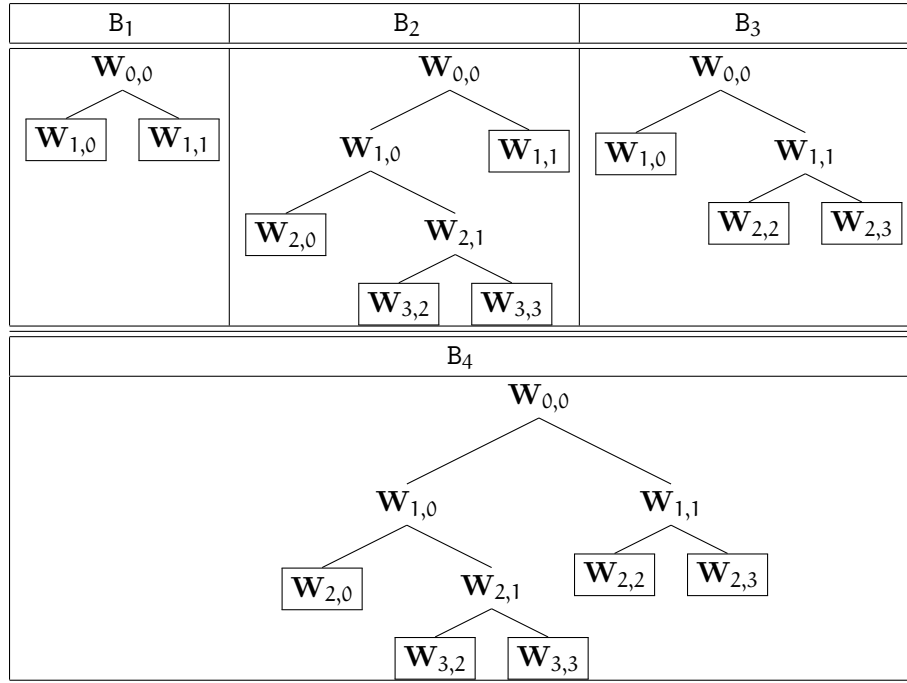 B₁ B₂ B₃
W₀,₀ W₀,₀ W₀,₀
W₁,₀ W₁,₁ W₁,₀ W₁,₁ W₁,₀ W₁,₁
W₂,₀ W₂,₁ W₂,₂ W₂,₃
W₃,₂ W₃,₃
B₄
W₀,₀
W₁,₀ W₁,₁
W₂,₀ W₂,₁ W₂,₂ W₂,₃
W₃,₂ W₃,₃